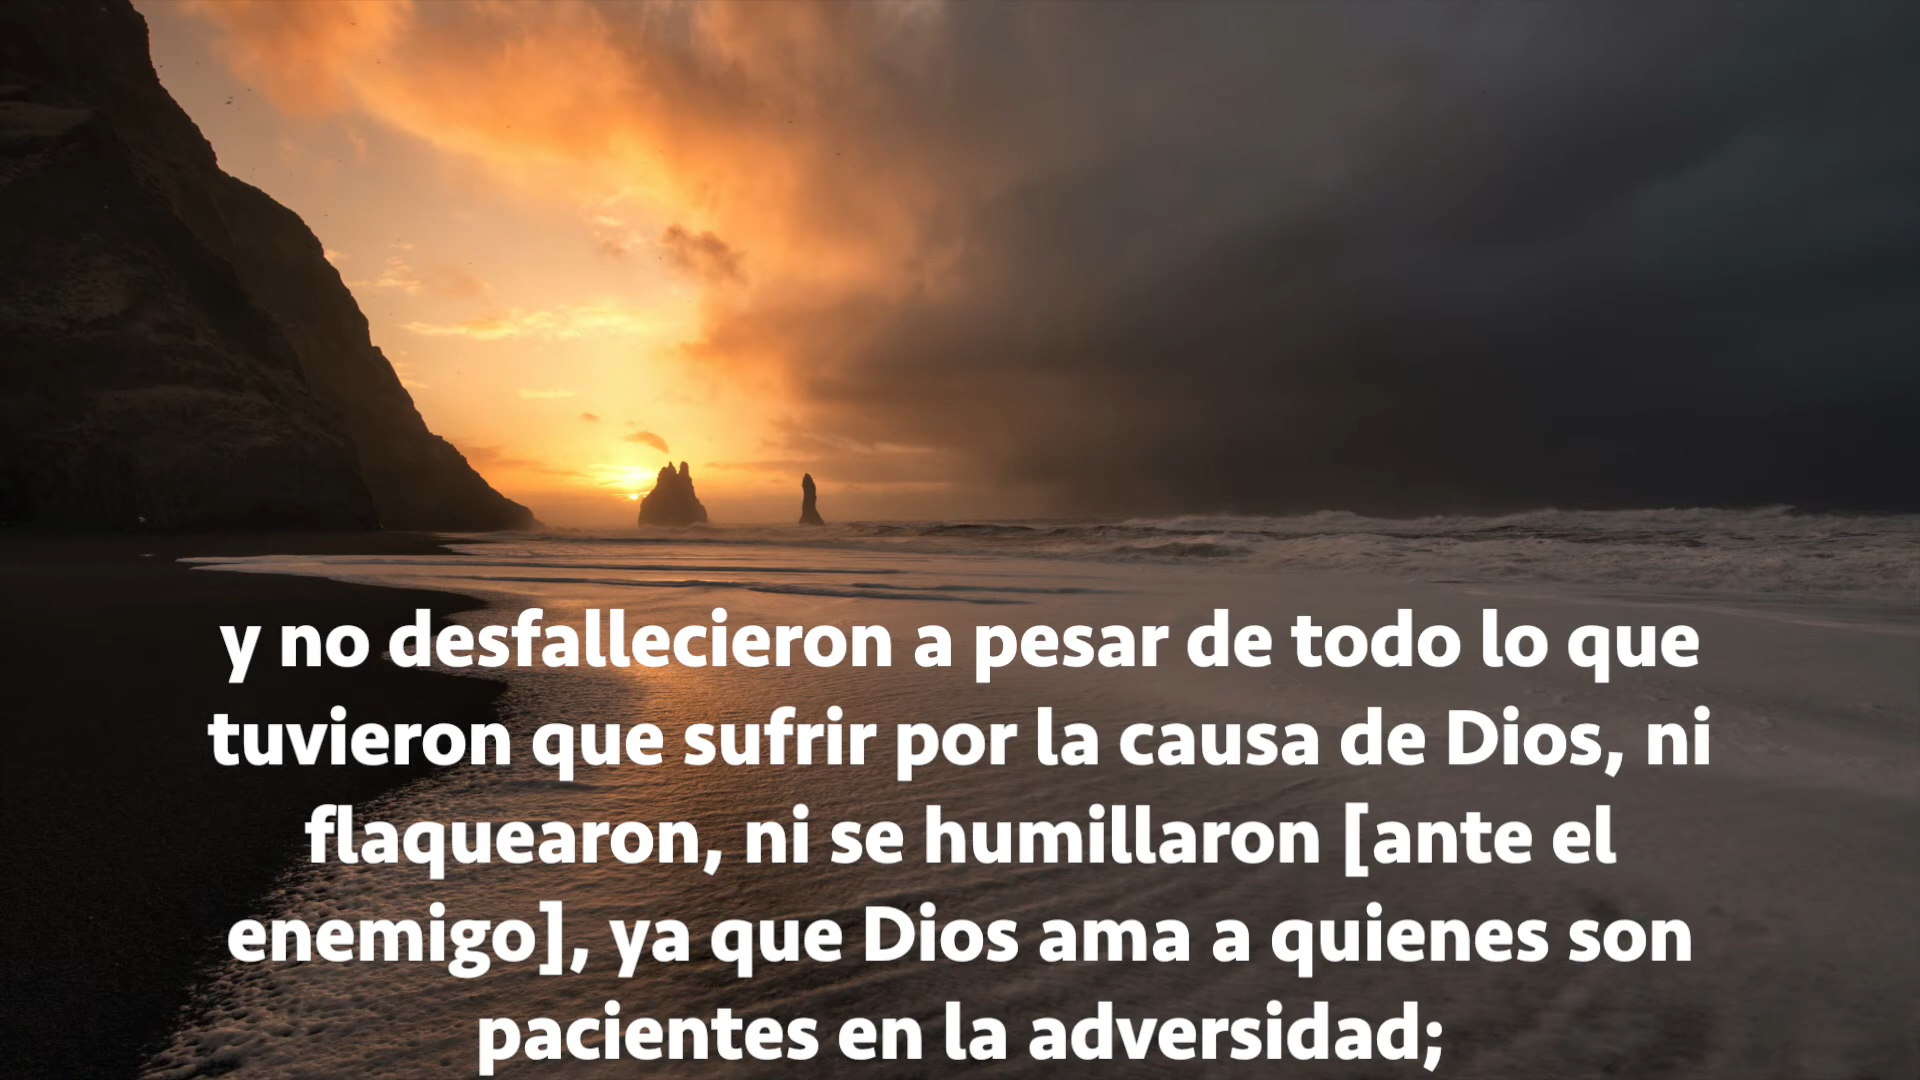 y no desfallecieron a pesar de todo lo que
tuvieron que sufrir por la causa de Dios, ni
flaquearon, ni se humillaron [ante el
enemigo], ya que Dios ama a quienes son
pacientes en la adversidad;